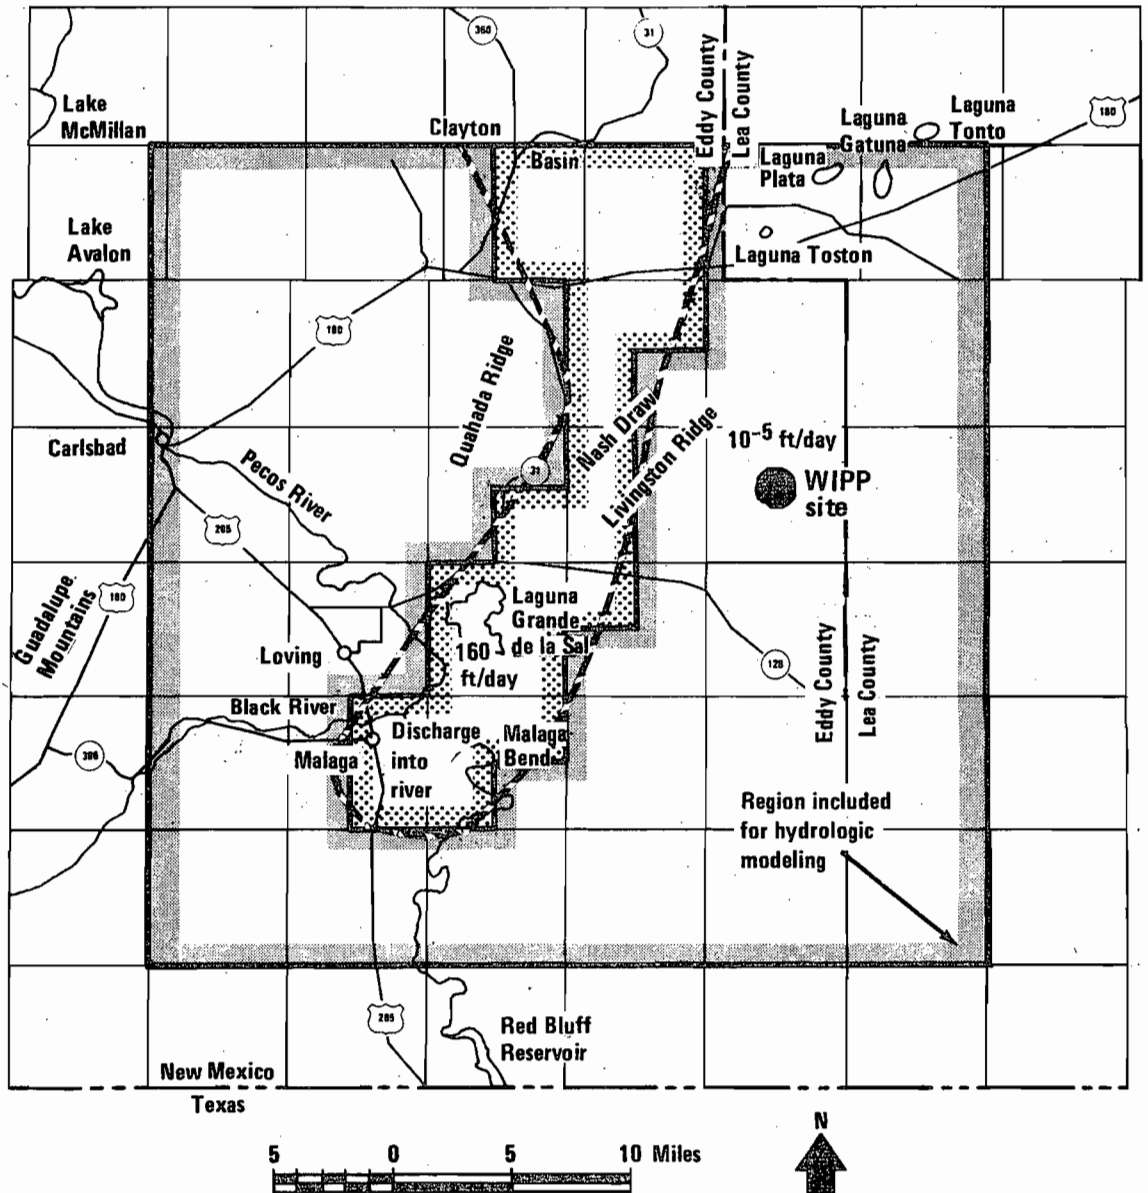 360
31
Eddy County
Lea County
180
Lake
McMillan
Clayton
Basin
Laguna
Tonto
Laguna
Gatuna
Laguna
Plata
Lake
Avalon
Laguna Toston
180
Quahada Ridge
Nash Draw
Livingston Ridge
10⁻⁵ ft/day
Carlsbad
Pecos River
31
WIPP
site
285
Guadalupe
Mountains
180
Laguna
Grande
de la Sal
Loving
160
ft/day
128
Eddy County
Lea County
Black River
396
Malaga
Discharge
into
river
Malaga
Bend
Region included
for hydrologic
modeling
285
Red Bluff
Reservoir
New Mexico
Texas
N
5 0 5 10 Miles